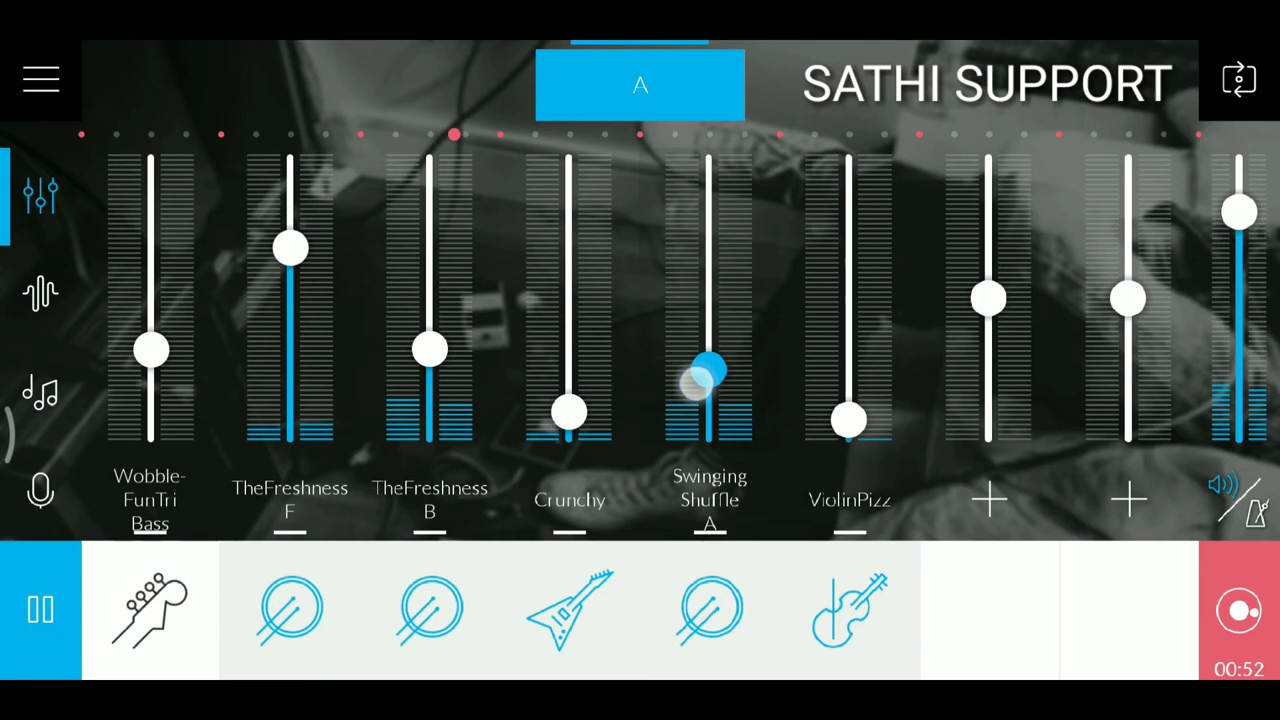 A
SATHI SUPPORT
Wobble-
FunTri
Bass
TheFreshness
F
TheFreshness
B
Crunchy
Swinging
Shuffle
A
ViolinPizz
00:52